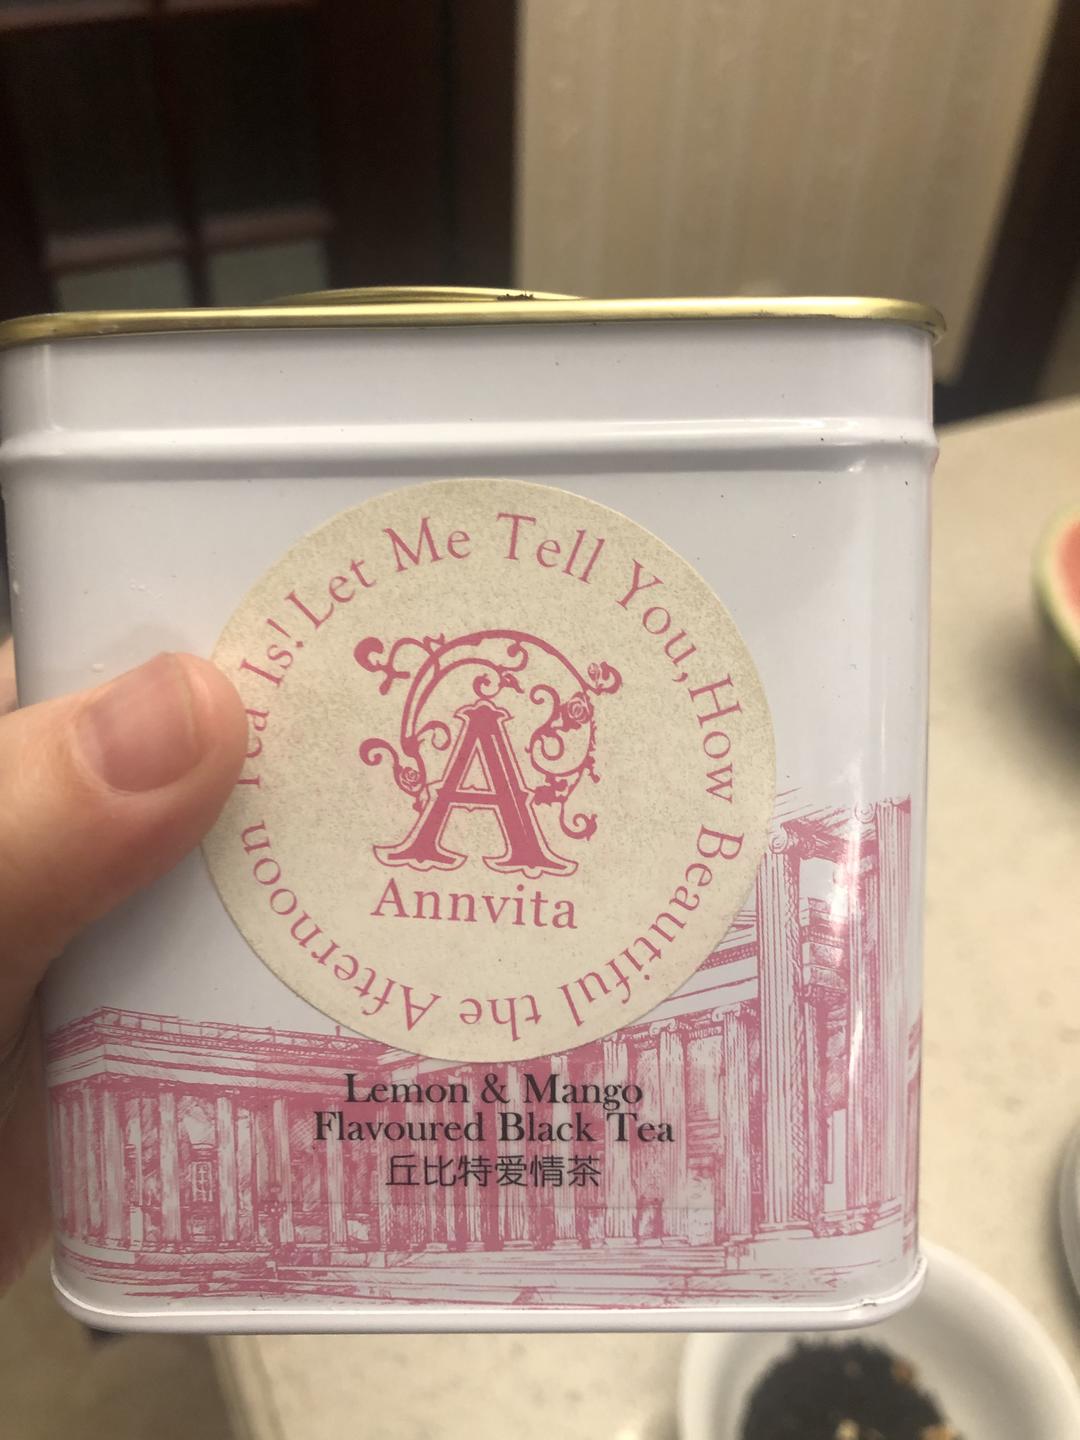 Let Me Tell You,How Beautiful the Afternoon Tea Is!
A
Annvita
Lemon & Mango
Flavoured Black Tea
丘比特爱情茶